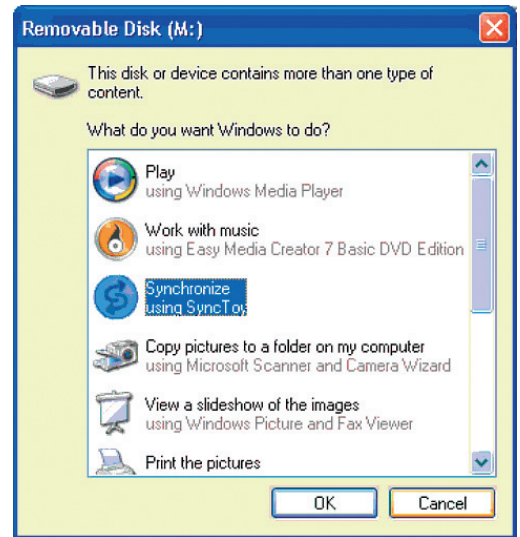 Removable Disk (M:)
This disk or device contains more than one type of
content.
What do you want Windows to do?
Play
using Windows Media Player
Work with music
using Easy Media Creator 7 Basic DVD Edition
Synchronize
using SyncToy
Copy pictures to a folder on my computer
using Microsoft Scanner and Camera Wizard
View a slideshow of the images
using Windows Picture and Fax Viewer
Print the pictures
OK
Cancel